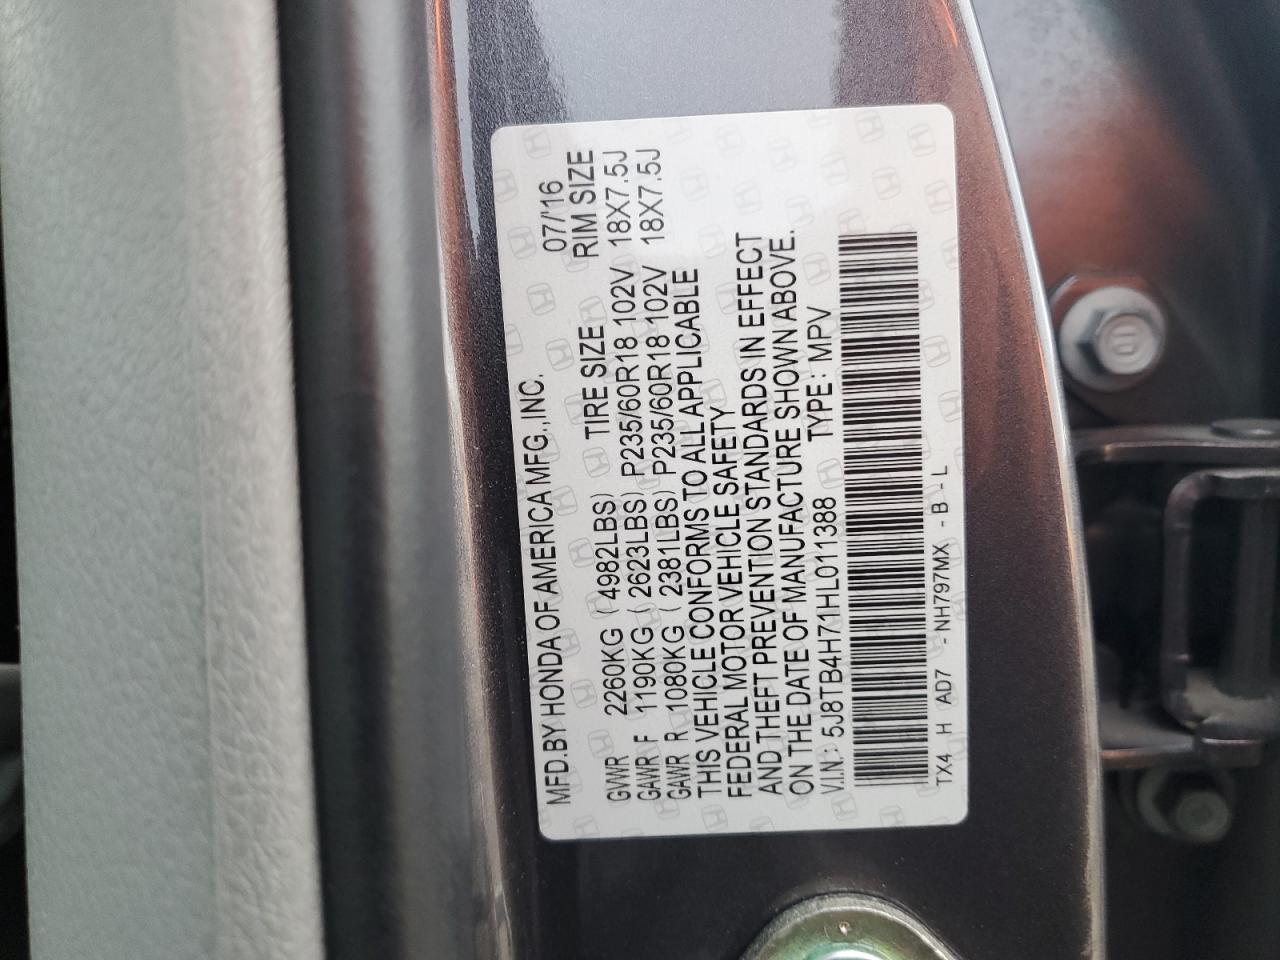 MFD.BY HONDA OF AMERICA MFG.,INC. 07/'16
GVWR 2260KG ( 4982LBS) TIRE SIZE RIM SIZE
GAWR F 1190KG ( 2623LBS) P235/60R18 102V 18X7.5J
GAWR R 1080KG ( 2381LBS) P235/60R18 102V 18X7.5J
THIS VEHICLE CONFORMS TO ALL APPLICABLE
FEDERAL MOTOR VEHICLE SAFETY
AND THEFT PREVENTION STANDARDS IN EFFECT
ON THE DATE OF MANUFACTURE SHOWN ABOVE.
V.I.N.: 5J8TB4H71HL011388 TYPE : MPV
TX4 H AD7 - NH797MX - B - L